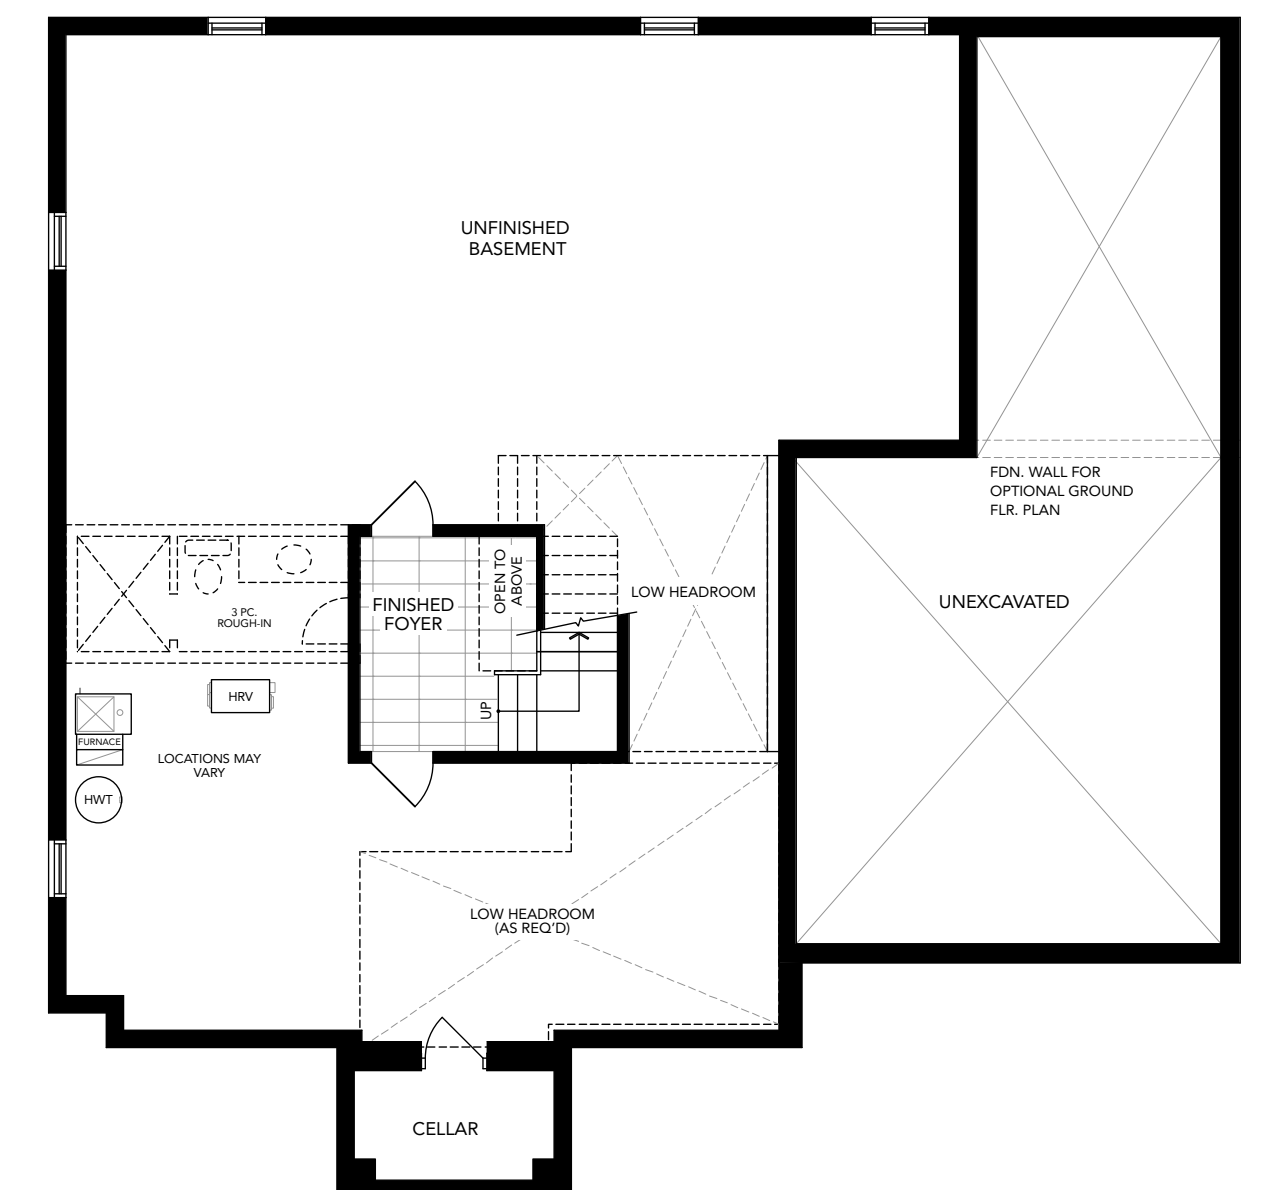 UNFINISHED
BASEMENT
FDN. WALL FOR
OPTIONAL GROUND
FLR. PLAN
UNEXCAVATED
LOW HEADROOM
OPEN TO
ABOVE
FINISHED
FOYER
3 PC.
ROUGH-IN
UP
HRV
FURNACE
LOCATIONS MAY
VARY
HWT
LOW HEADROOM
(AS REQ'D)
CELLAR